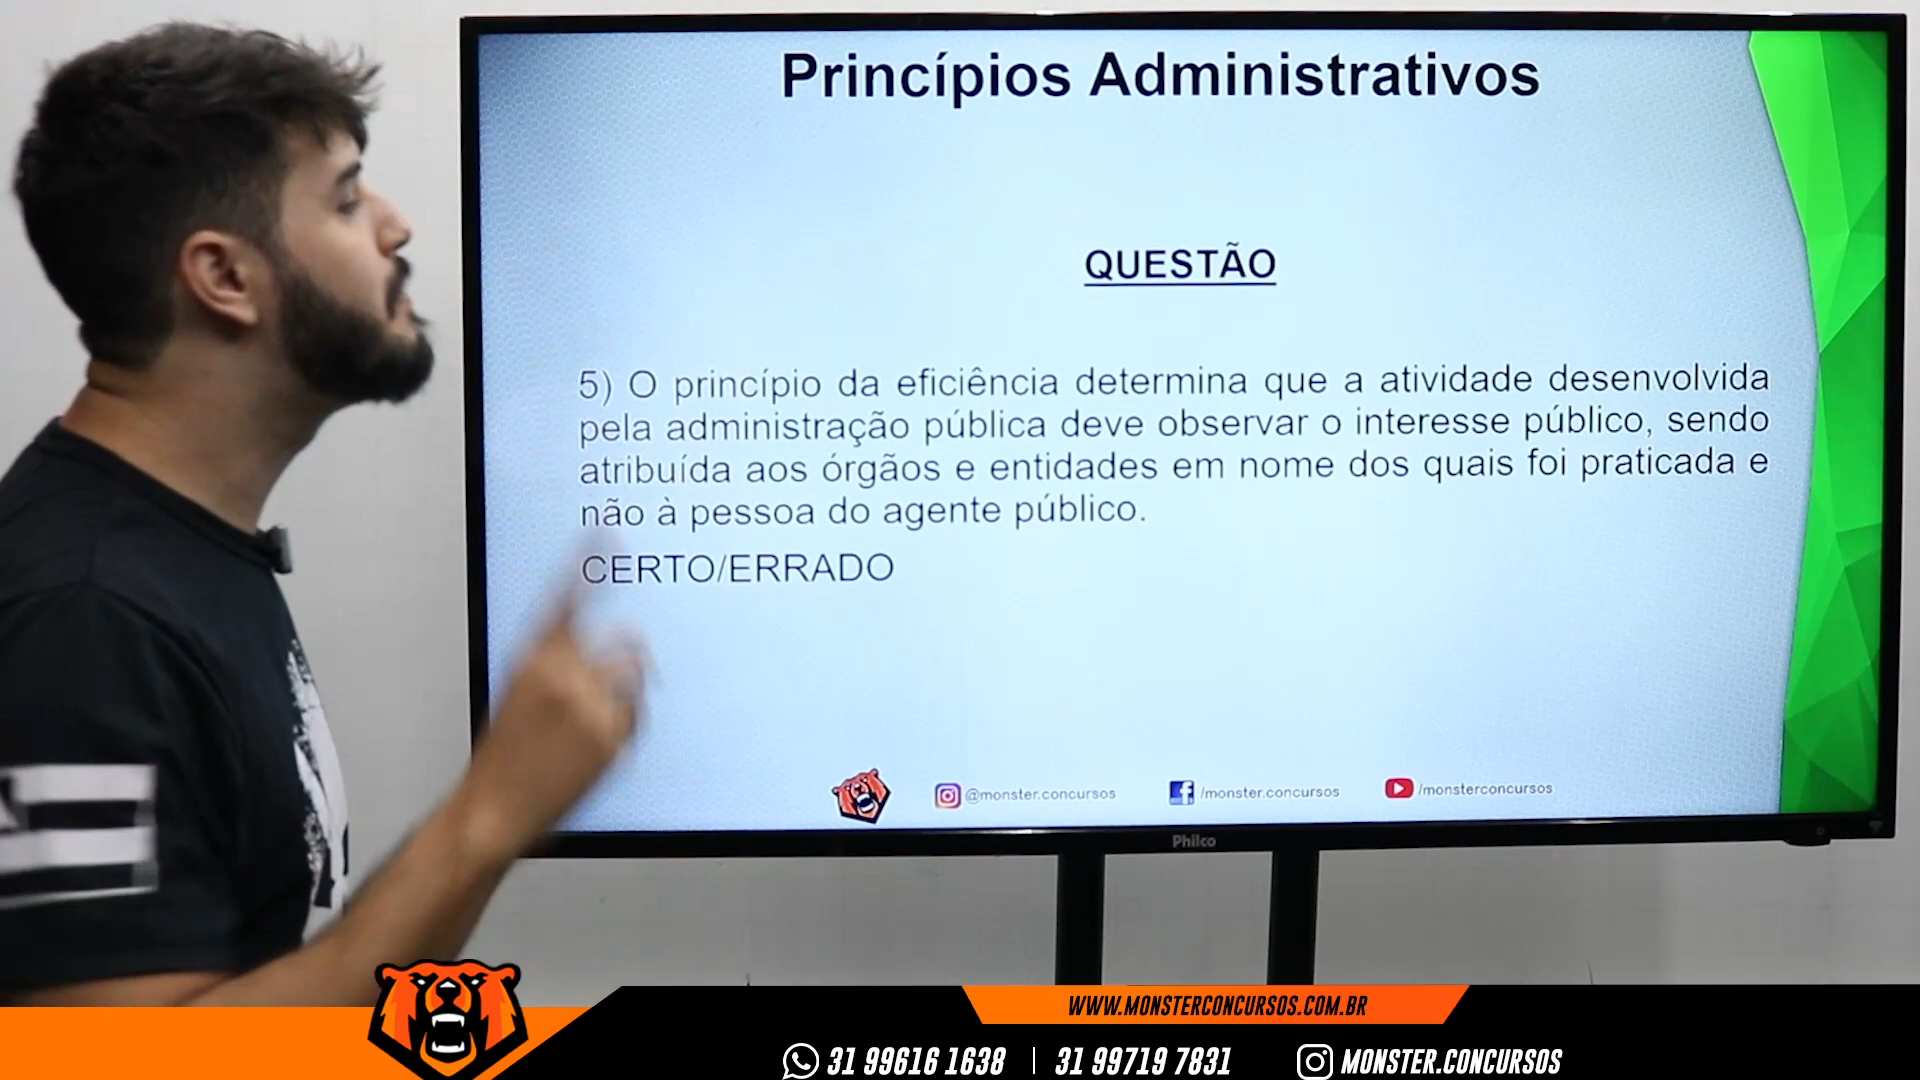 Princípios Administrativos
QUESTÃO
5) O princípio da eficiência determina que a atividade desenvolvida
pela administração pública deve observar o interesse público, sendo
atribuída aos órgãos e entidades em nome dos quais foi praticada e
não à pessoa do agente público.
CERTO/ERRADO
@monster.concursos /monster.concursos /monsterconcursos
Philco
WWW.MONSTERCONCURSOS.COM.BR
31 99616 1638 | 31 99719 7831 MONSTER.CONCURSOS